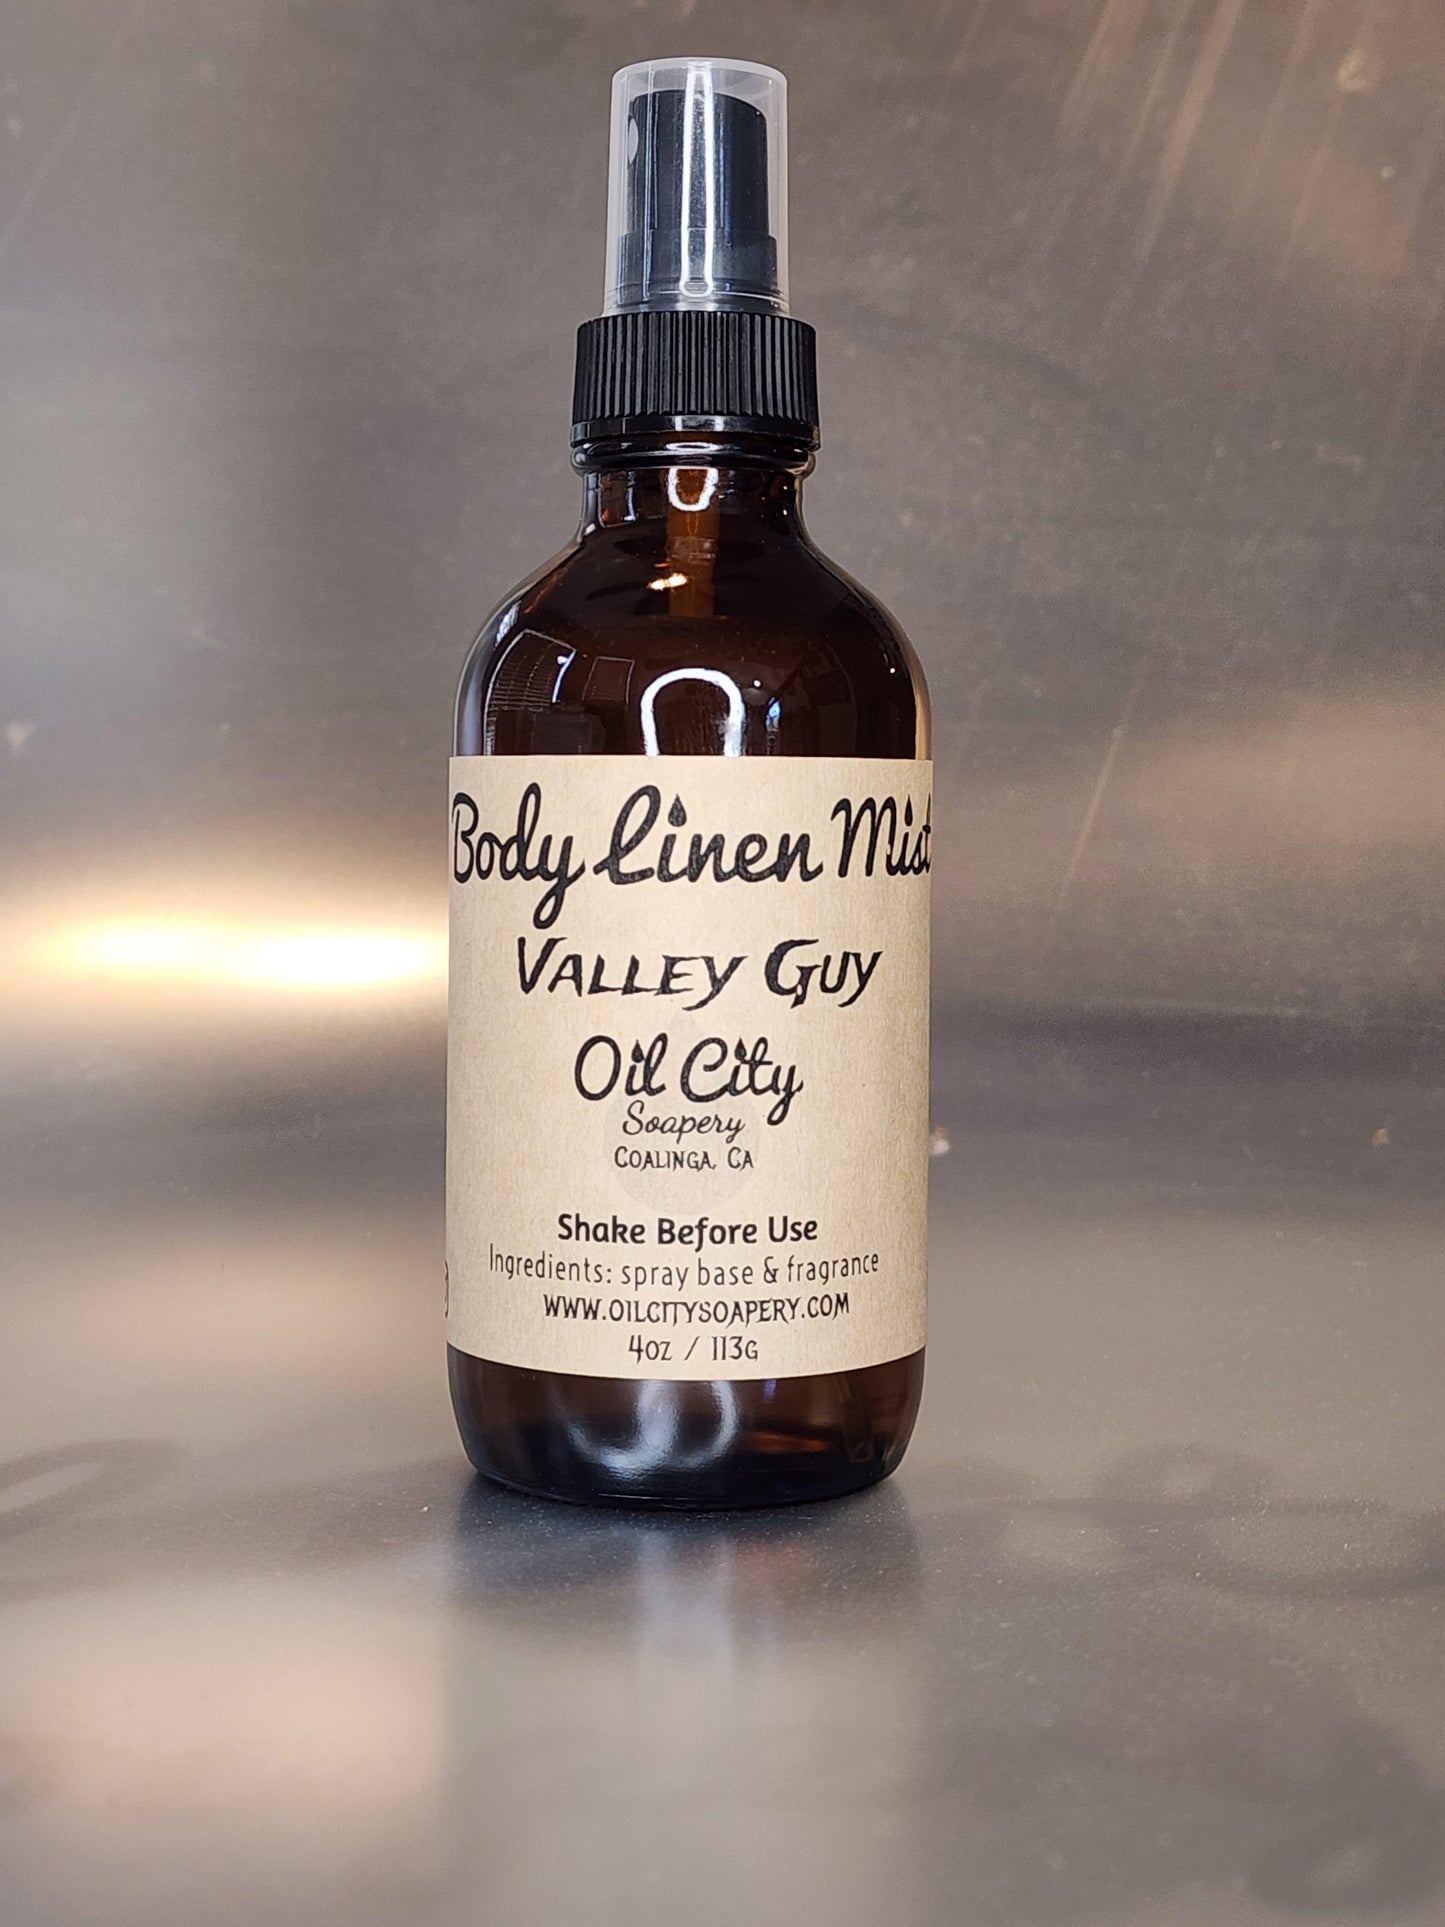 Body Linen Mist
Valley Guy
Oil City
Soapery
Coalinga, CA
Shake Before Use
Ingredients: spray base & fragrance
www.oilcitysoapery.com
4oz / 113g